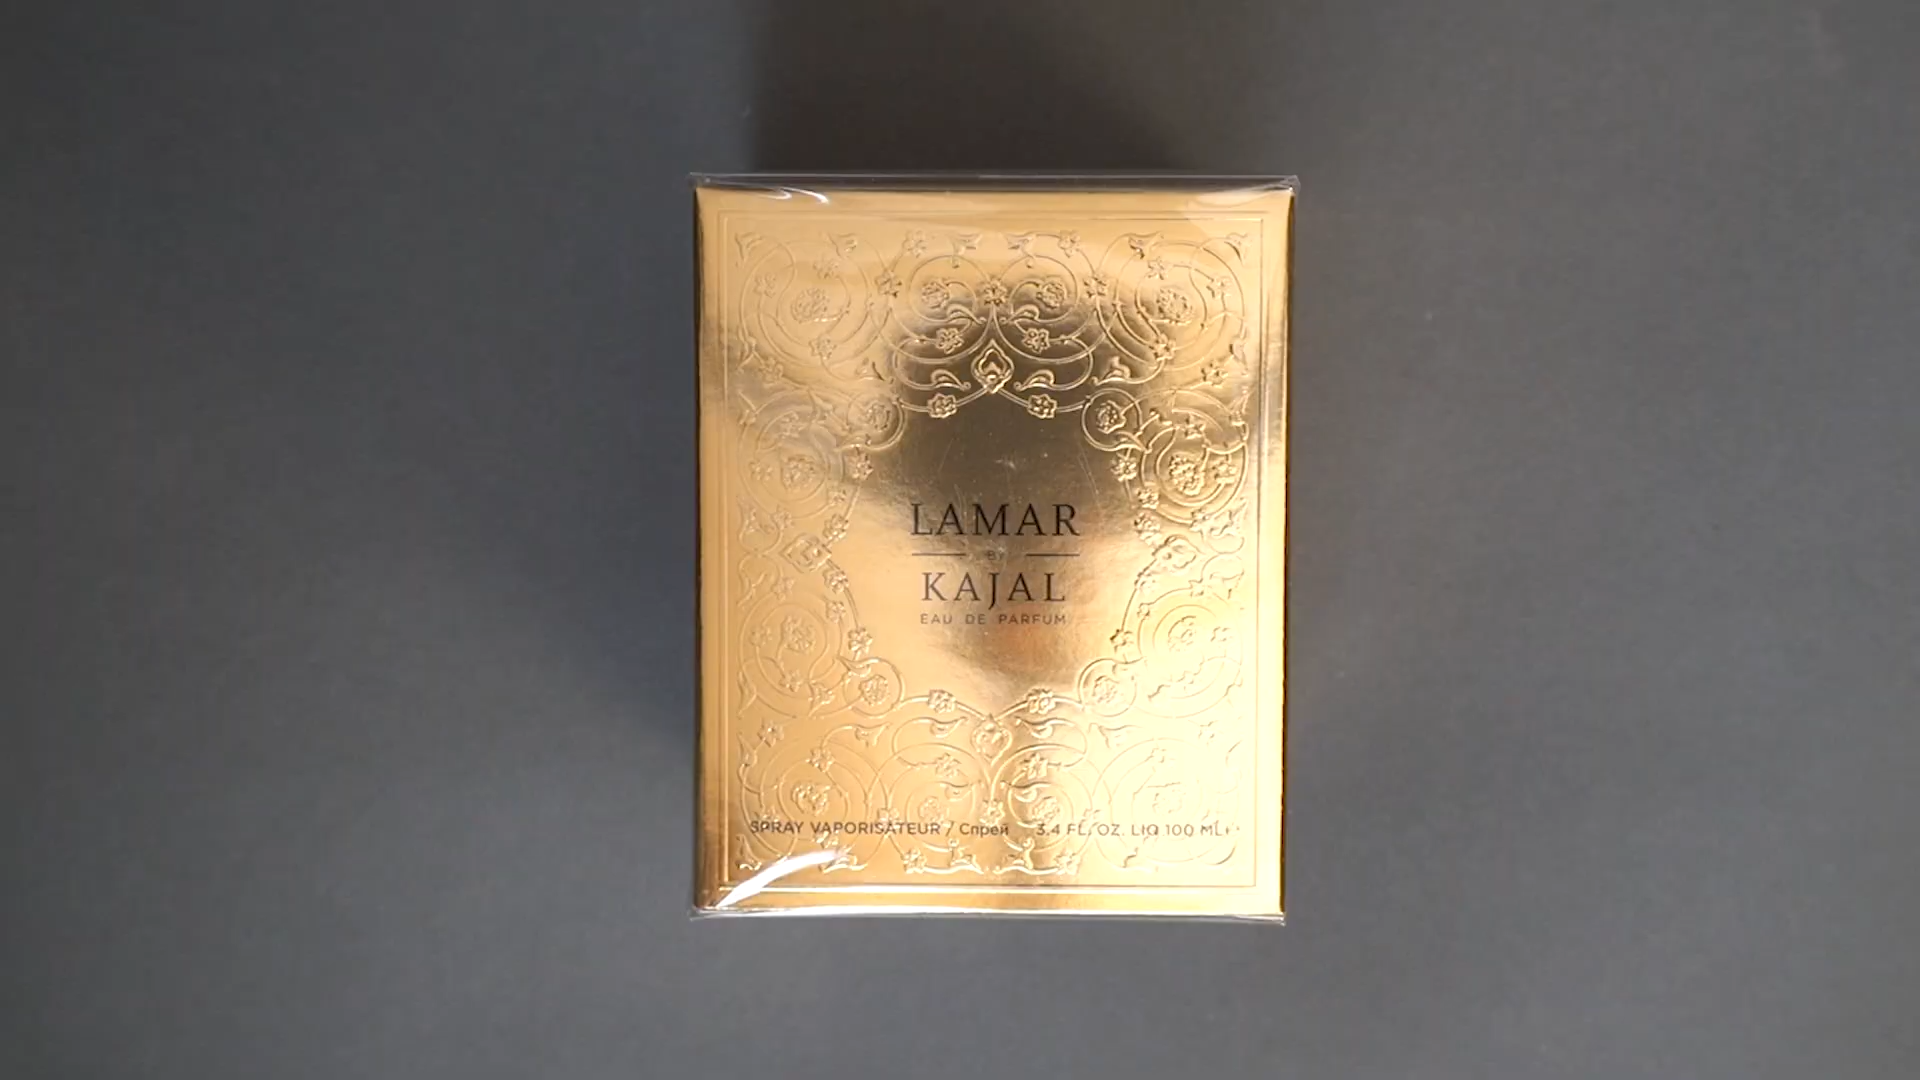 LAMAR
BY
KAJAL
EAU DE PARFUM
SPRAY VAPORISATEUR / Спрей 3.4 FL. OZ. LIQ 100 ML e